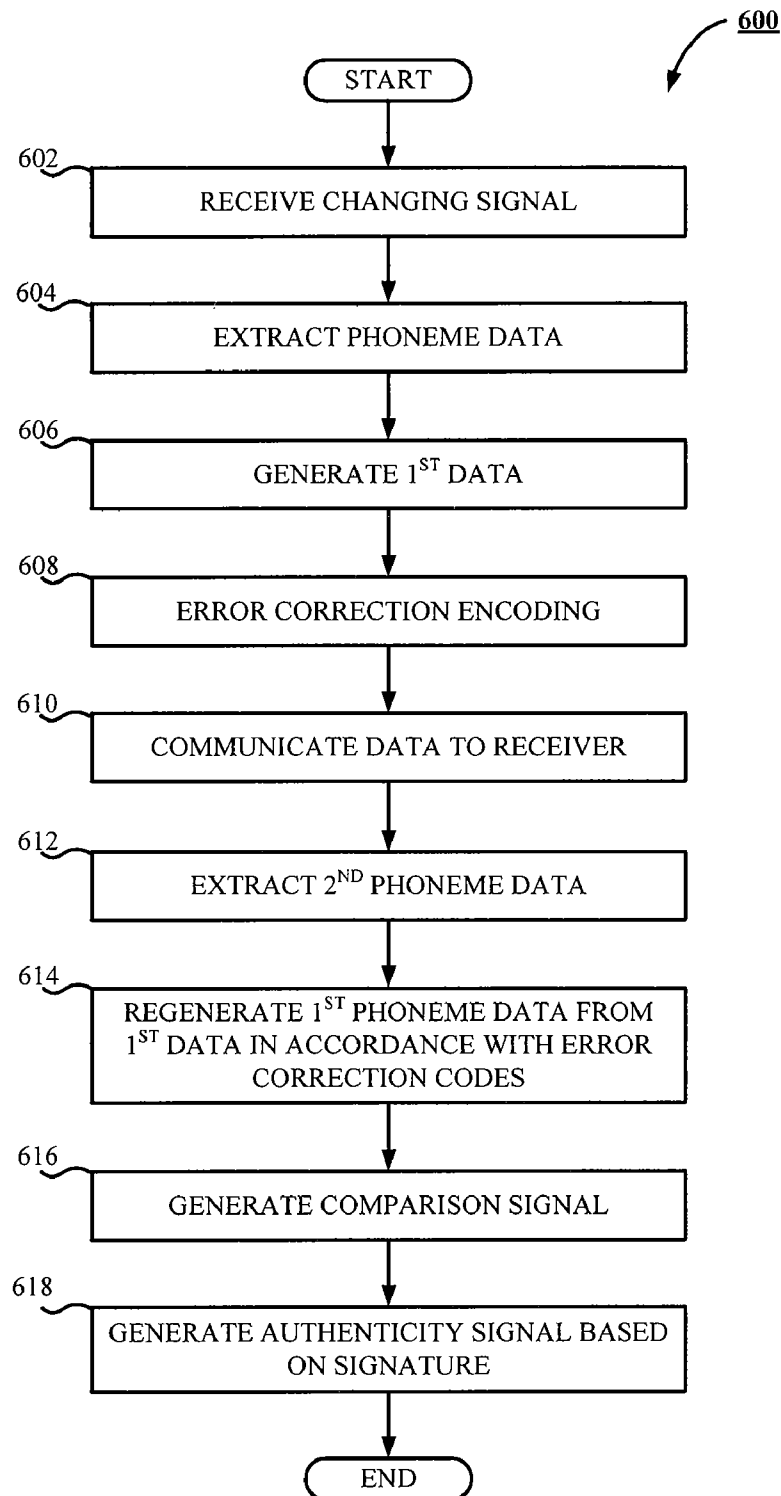 600
START
602
RECEIVE CHANGING SIGNAL
604
EXTRACT PHONEME DATA
606
GENERATE 1ST DATA
608
ERROR CORRECTION ENCODING
610
COMMUNICATE DATA TO RECEIVER
612
EXTRACT 2ND PHONEME DATA
614
REGENERATE 1ST PHONEME DATA FROM
1ST DATA IN ACCORDANCE WITH ERROR
CORRECTION CODES
616
GENERATE COMPARISON SIGNAL
618
GENERATE AUTHENTICITY SIGNAL BASED
ON SIGNATURE
END